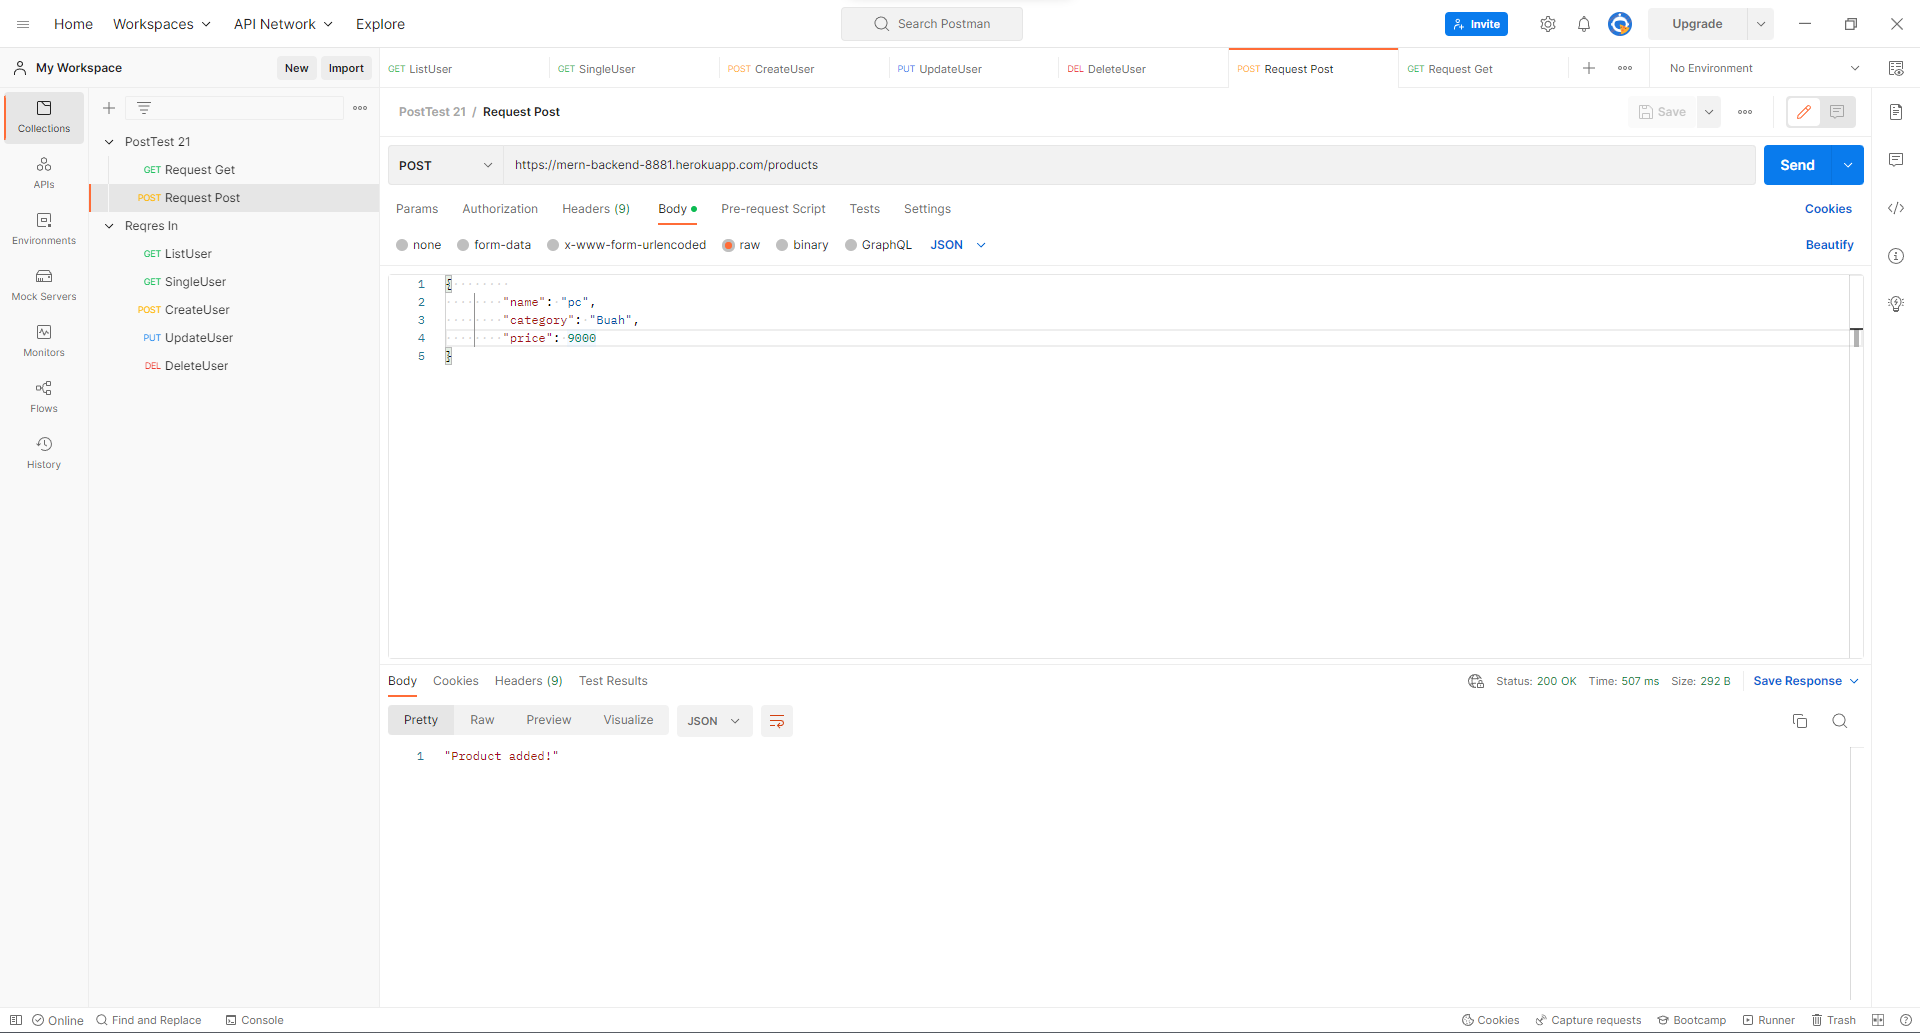 Home Workspaces API Network Explore Search Postman Invite Upgrade
My Workspace New Import
GET ListUser GET SingleUser POST CreateUser PUT UpdateUser DEL DeleteUser POST Request Post GET Request Get No Environment
Collections
APIs
Environments
Mock Servers
Monitors
Flows
History
PostTest 21
GET Request Get
POST Request Post
Reqres In
GET ListUser
GET SingleUser
POST CreateUser
PUT UpdateUser
DEL DeleteUser
PostTest 21 / Request Post Save
POST https://mern-backend-8881.herokuapp.com/products Send
Params Authorization Headers (9) Body Pre-request Script Tests Settings Cookies
none form-data x-www-form-urlencoded raw binary GraphQL JSON Beautify
1 {
2 "name": "pc",
3 "category": "Buah",
4 "price": 9000
5 }
Body Cookies Headers (9) Test Results Status: 200 OK Time: 507 ms Size: 292 B Save Response
Pretty Raw Preview Visualize JSON
1 "Product added!"
Online Find and Replace Console Cookies Capture requests Bootcamp Runner Trash